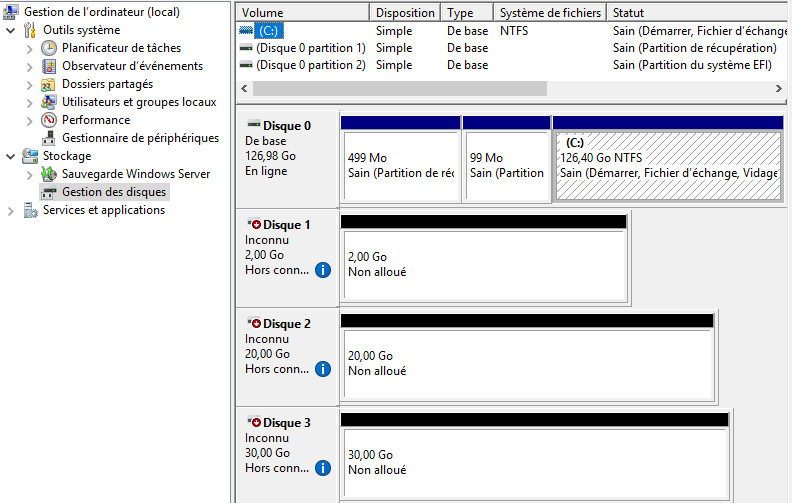 Gestion de l'ordinateur (local)
Outils système
Planificateur de tâches
Observateur d'événements
Dossiers partagés
Utilisateurs et groupes locaux
Performance
Gestionnaire de périphériques
Stockage
Sauvegarde Windows Server
Gestion des disques
Services et applications
Volume Disposition Type Système de fichiers Statut
(C:) Simple De base NTFS Sain (Démarrer, Fichier d'échange
(Disque 0 partition 1) Simple De base Sain (Partition de récupération)
(Disque 0 partition 2) Simple De base Sain (Partition du système EFI)
Disque 0
De base
126,98 Go
En ligne
499 Mo
Sain (Partition de réc
99 Mo
Sain (Partition
(C:)
126,40 Go NTFS
Sain (Démarrer, Fichier d'échange, Vidage
Disque 1
Inconnu
2,00 Go
Hors conn...
2,00 Go
Non alloué
Disque 2
Inconnu
20,00 Go
Hors conn...
20,00 Go
Non alloué
Disque 3
Inconnu
30,00 Go
Hors conn...
30,00 Go
Non alloué